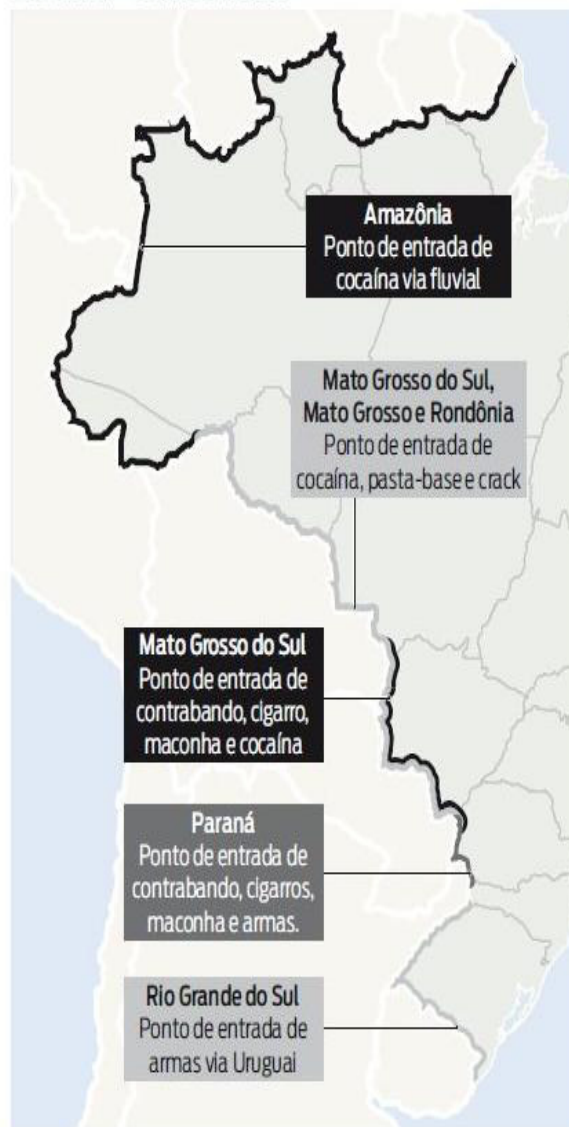 Amazônia
Ponto de entrada de
cocaína via fluvial
Mato Grosso do Sul,
Mato Grosso e Rondônia
Ponto de entrada de
cocaína, pasta-base e crack
Mato Grosso do Sul
Ponto de entrada de
contrabando, cigarro,
maconha e cocaína
Paraná
Ponto de entrada de
contrabando, cigarros,
maconha e armas.
Rio Grande do Sul
Ponto de entrada de
armas via Uruguai